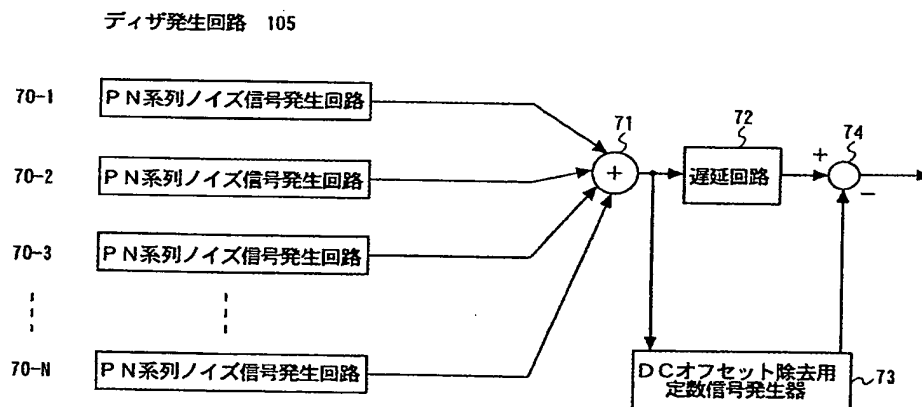 ディザ発生回路 105
70-1
PN系列ノイズ信号発生回路
70-2
PN系列ノイズ信号発生回路
70-3
PN系列ノイズ信号発生回路
70-N
PN系列ノイズ信号発生回路
71
+
72
遅延回路
+
74
−
DCオフセット除去用
定数信号発生器
73